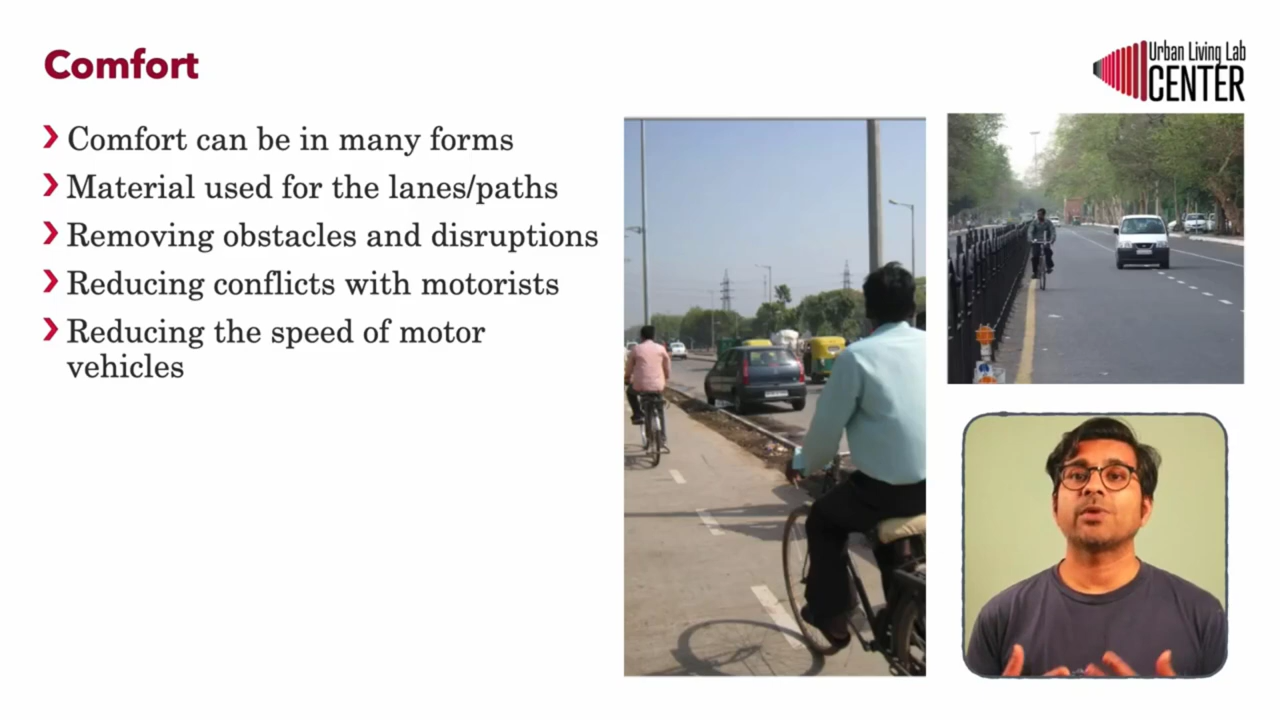 Comfort
Urban Living Lab
CENTER
Comfort can be in many forms
Material used for the lanes/paths
Removing obstacles and disruptions
Reducing conflicts with motorists
Reducing the speed of motor
vehicles